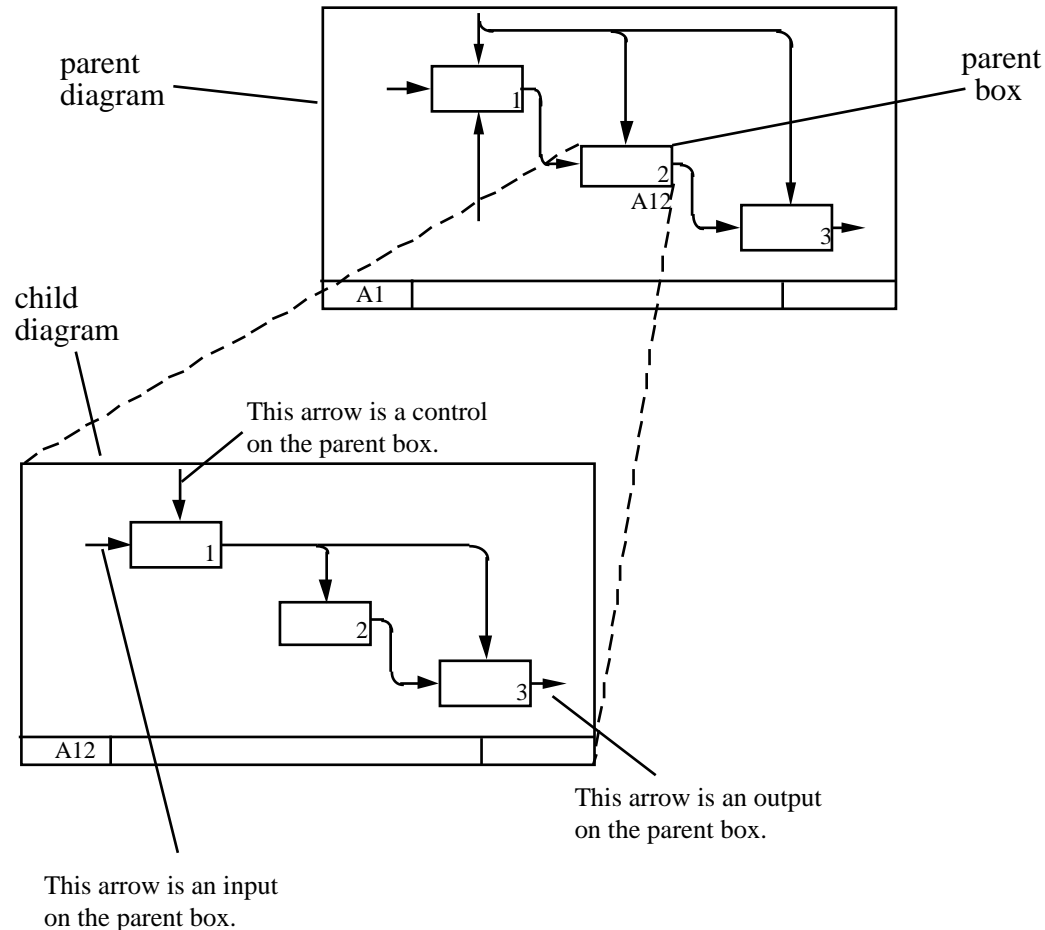 parent
diagram
parent
box
1
2
A12
3
A1
child
diagram
This arrow is a control
on the parent box.
1
2
3
A12
This arrow is an output
on the parent box.
This arrow is an input
on the parent box.